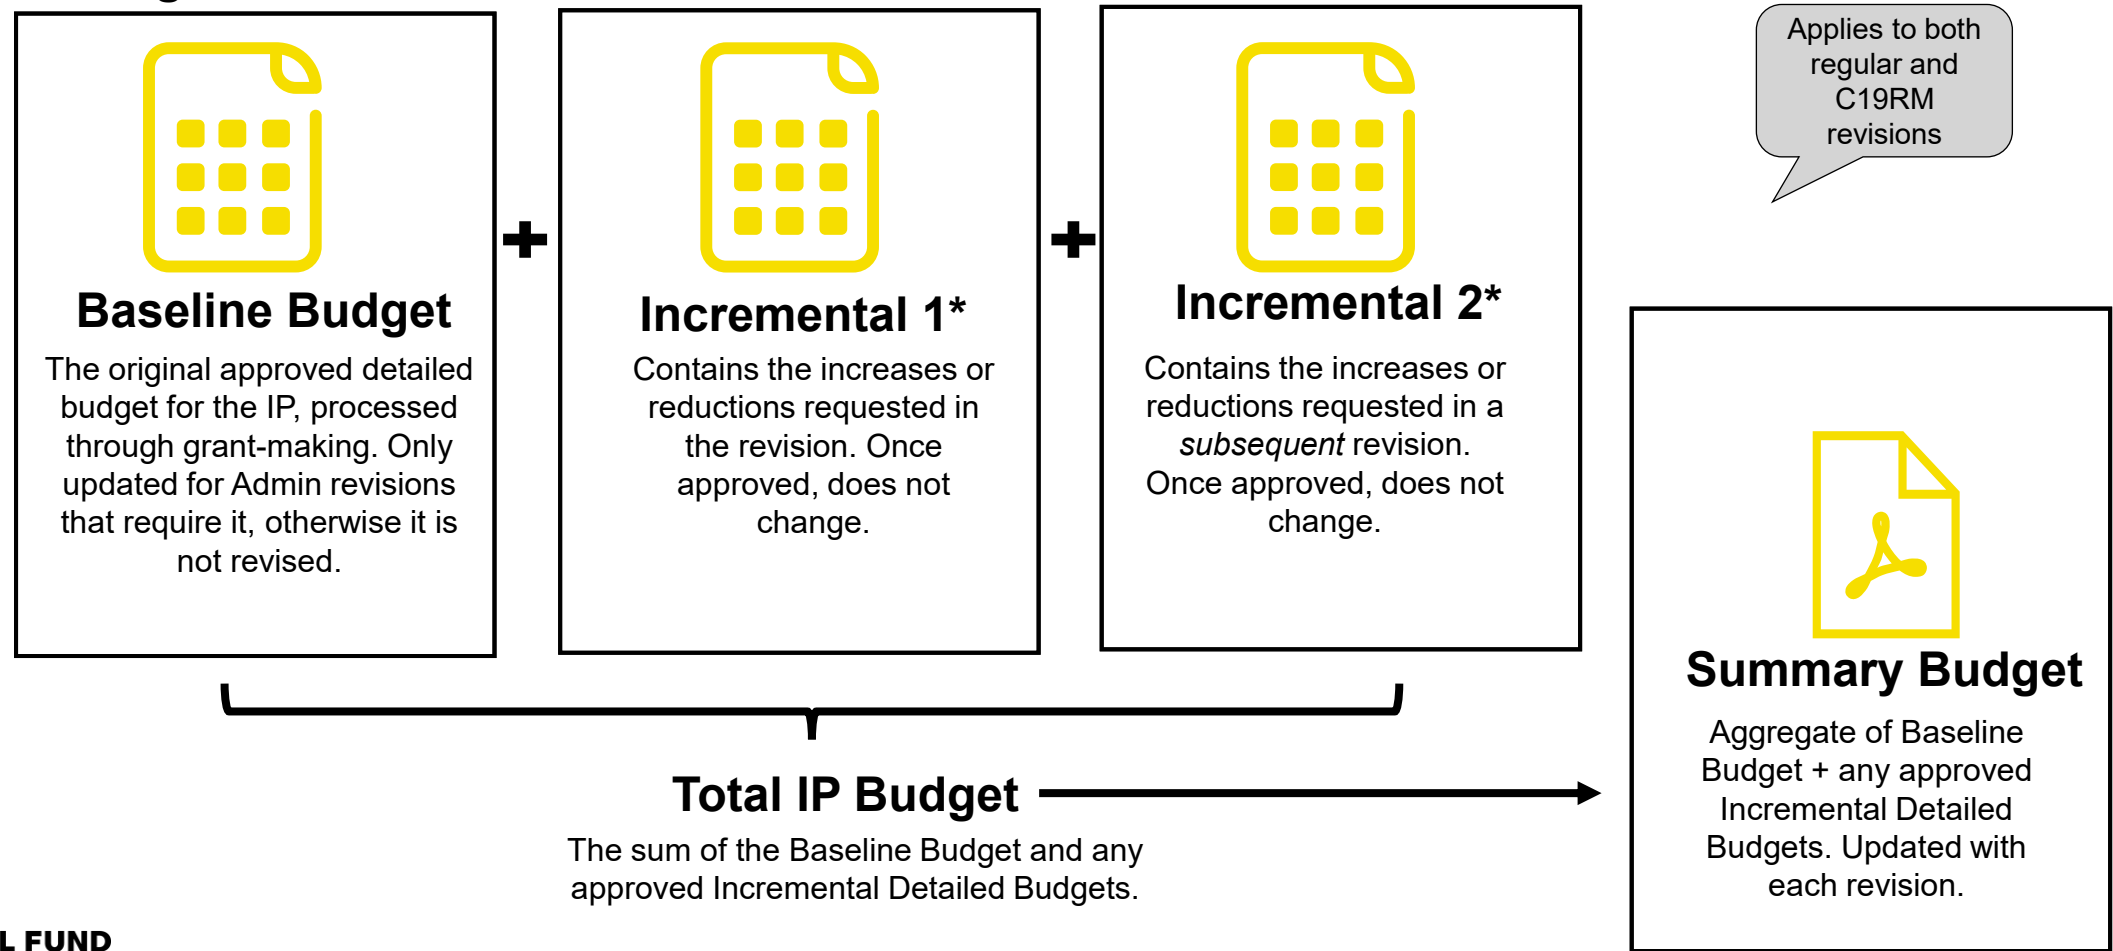 Baseline Budget
The original approved detailed
budget for the IP, processed
through grant-making. Only
updated for Admin revisions
that require it, otherwise it is
not revised.
Incremental 1*
Contains the increases or
reductions requested in
the revision. Once
approved, does not
change.
Incremental 2*
Contains the increases or
reductions requested in a
subsequent revision.
Once approved, does not
change.
Applies to both
regular and
C19RM
revisions
Total IP Budget
The sum of the Baseline Budget and any
approved Incremental Detailed Budgets.
Summary Budget
Aggregate of Baseline
Budget + any approved
Incremental Detailed
Budgets. Updated with
each revision.
L FUND